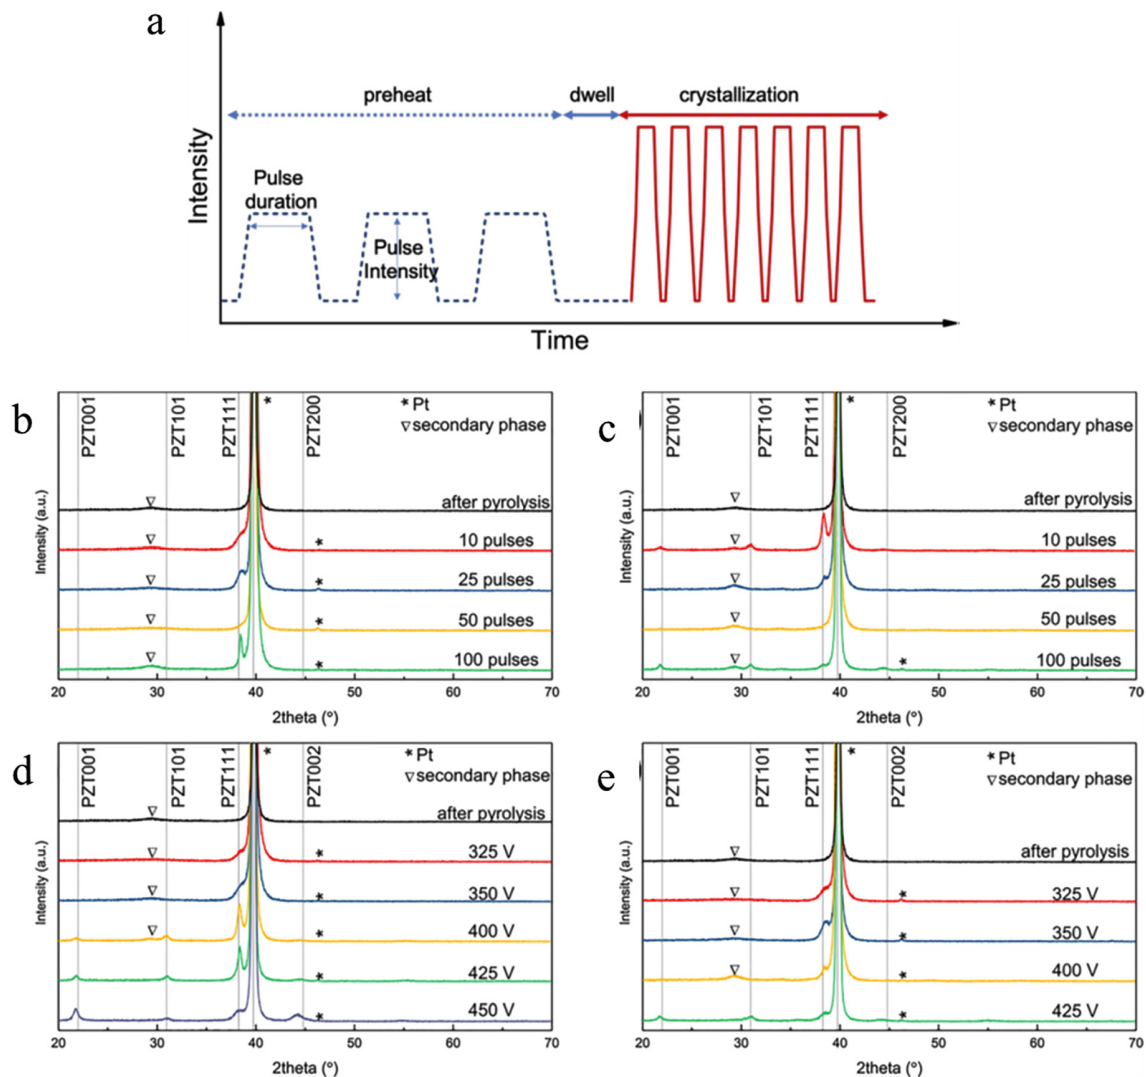 a
Intensity
preheat
dwell
crystallization
Pulse
duration
Pulse
Intensity
Time
b
Intensity (a.u.)
PZT001
PZT101
PZT111
*
PZT200
* Pt
▽ secondary phase
▽
after pyrolysis
▽
*
10 pulses
▽
*
25 pulses
▽
*
50 pulses
▽
*
100 pulses
20 30 40 50 60 70
2theta (°)
c
Intensity (a.u.)
PZT001
PZT101
PZT111
*
PZT200
* Pt
▽ secondary phase
▽
after pyrolysis
▽
10 pulses
▽
25 pulses
▽
50 pulses
▽
*
100 pulses
20 30 40 50 60 70
2theta (°)
d
Intensity (a.u.)
PZT001
PZT101
PZT111
*
PZT002
* Pt
▽ secondary phase
▽
after pyrolysis
▽
*
325 V
▽
*
350 V
▽
*
400 V
*
425 V
*
450 V
20 30 40 50 60 70
2theta (°)
e
Intensity (a.u.)
PZT001
PZT101
PZT111
*
PZT002
* Pt
▽ secondary phase
▽
after pyrolysis
▽
*
325 V
▽
*
350 V
▽
*
400 V
*
425 V
20 30 40 50 60 70
2theta (°)